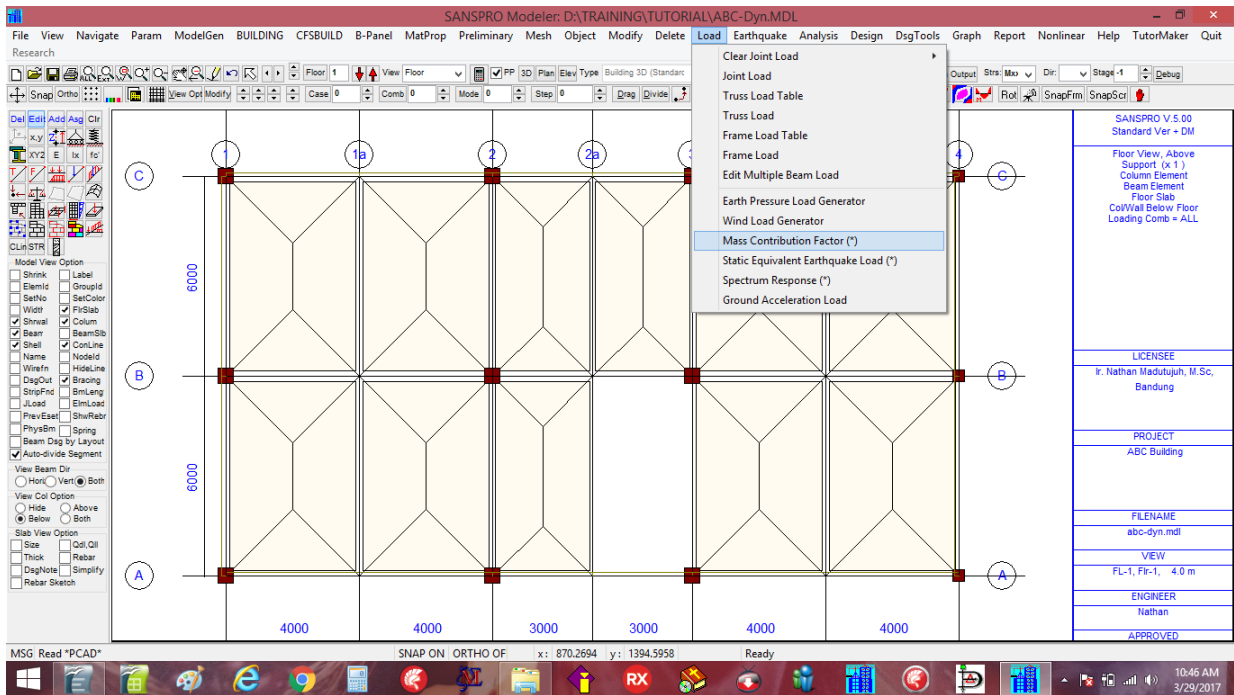 SANSPRO Modeler: D:\TRAINING\TUTORIAL\ABC-Dyn.MDL
File View Navigate Param ModelGen BUILDING CFSBUILD B-Panel MatProp Preliminary Mesh Object Modify Delete Load Earthquake Analysis Design DsgTools Graph Report Nonlinear Help TutorMaker Quit
Research
Floor 1 View Floor PP 3D Plan Elev Type Building 3D (Standarc Output Strs: Mxx Dir: Stage -1 Debug
Snap Ortho View Opt Modify Case 0 Comb 0 Mode 0 Step 0 Drag Divide Rot SnapFrm SnapScr
Clear Joint Load
Joint Load
Truss Load Table
Truss Load
Frame Load Table
Frame Load
Edit Multiple Beam Load
Earth Pressure Load Generator
Wind Load Generator
Mass Contribution Factor (*)
Static Equivalent Earthquake Load (*)
Spectrum Response (*)
Ground Acceleration Load
Del Edit Add Asg Clr
x,y
XY2 E Ix fc'
CLin STR
Model View Option
Shrink Label
ElemId GroupId
SetNo SetColor
Width FlrSlab
Shrwal Colum
Beam BeamSlb
Shell ConLine
Name NodeId
Wirefn HideLine
DsgOut Bracing
StripFnd BmLeng
JLoad ElmLoad
PrevEset ShwRebr
PhysBm Spring
Beam Dsg by Layout
Auto-divide Segment
View Beam Dir
Horiz Vert Both
View Col Option
Hide Above
Below Both
Slab View Option
Size Qdl,Qll
Thick Rebar
DsgNote Simplify
Rebar Sketch
1 1a 2 2a 4
C C
6000
B B
6000
A A
4000 4000 3000 3000 4000 4000
SANSPRO V.5.00
Standard Ver + DM
Floor View, Above
Support (x 1 )
Column Element
Beam Element
Floor Slab
Col/Wall Below Floor
Loading Comb = ALL
LICENSEE
Ir. Nathan Madutujuh, M.Sc,
Bandung
PROJECT
ABC Building
FILENAME
abc-dyn.mdl
VIEW
FL-1, Flr-1, 4.0 m
ENGINEER
Nathan
APPROVED
MSG Read *PCAD* SNAP ON ORTHO OF x: 870.2694 y: 1394.5958 Ready
RX
10:46 AM
3/29/2017